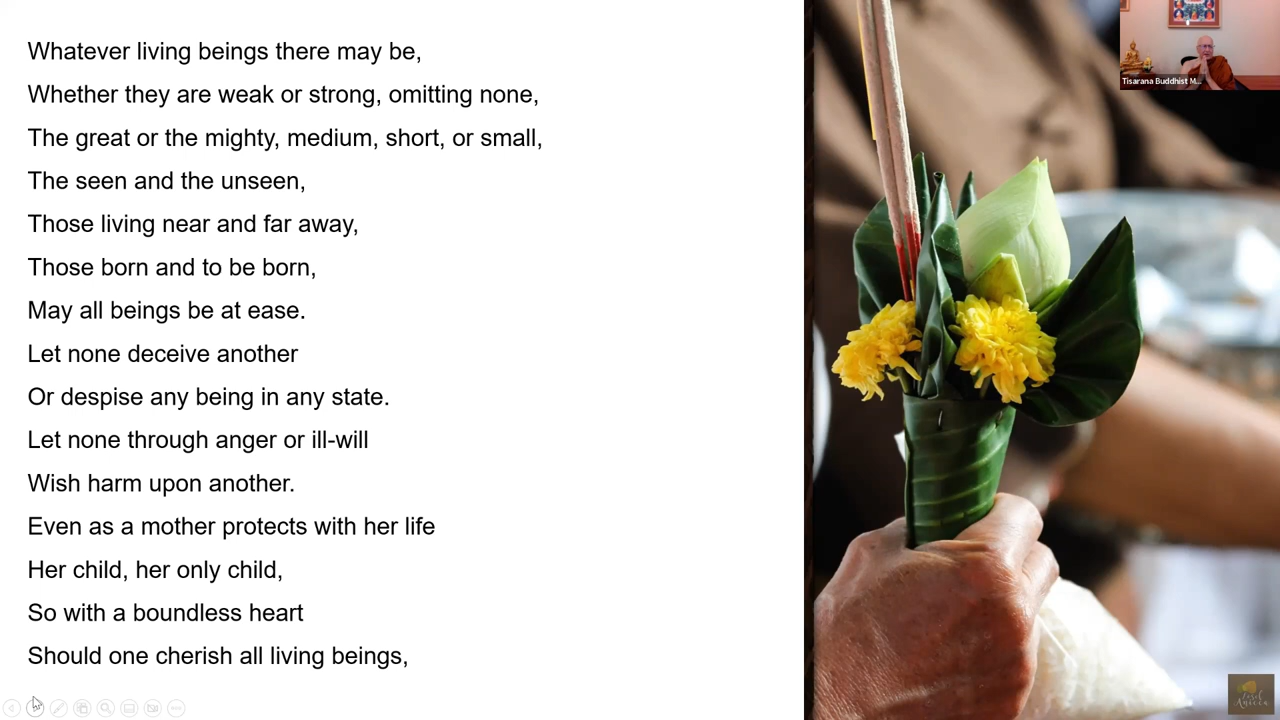 Whatever living beings there may be,
Whether they are weak or strong, omitting none,
The great or the mighty, medium, short, or small,
The seen and the unseen,
Those living near and far away,
Those born and to be born,
May all beings be at ease.
Let none deceive another
Or despise any being in any state.
Let none through anger or ill-will
Wish harm upon another.
Even as a mother protects with her life
Her child, her only child,
So with a boundless heart
Should one cherish all living beings,
Tisarana Buddhist M...
Anicca